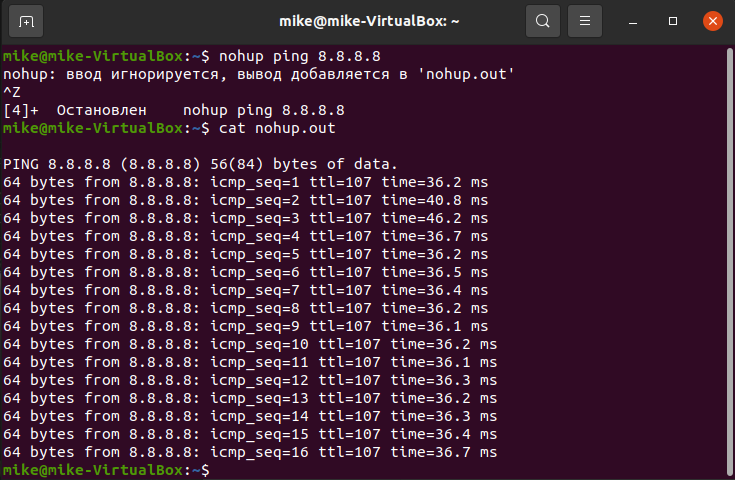 mike@mike-VirtualBox: ~
mike@mike-VirtualBox:~$ nohup ping 8.8.8.8
nohup: ввод игнорируется, вывод добавляется в 'nohup.out'
^Z
[4]+  Остановлен    nohup ping 8.8.8.8
mike@mike-VirtualBox:~$ cat nohup.out
PING 8.8.8.8 (8.8.8.8) 56(84) bytes of data.
64 bytes from 8.8.8.8: icmp_seq=1 ttl=107 time=36.2 ms
64 bytes from 8.8.8.8: icmp_seq=2 ttl=107 time=40.8 ms
64 bytes from 8.8.8.8: icmp_seq=3 ttl=107 time=46.2 ms
64 bytes from 8.8.8.8: icmp_seq=4 ttl=107 time=36.7 ms
64 bytes from 8.8.8.8: icmp_seq=5 ttl=107 time=36.2 ms
64 bytes from 8.8.8.8: icmp_seq=6 ttl=107 time=36.5 ms
64 bytes from 8.8.8.8: icmp_seq=7 ttl=107 time=36.4 ms
64 bytes from 8.8.8.8: icmp_seq=8 ttl=107 time=36.2 ms
64 bytes from 8.8.8.8: icmp_seq=9 ttl=107 time=36.1 ms
64 bytes from 8.8.8.8: icmp_seq=10 ttl=107 time=36.2 ms
64 bytes from 8.8.8.8: icmp_seq=11 ttl=107 time=36.1 ms
64 bytes from 8.8.8.8: icmp_seq=12 ttl=107 time=36.3 ms
64 bytes from 8.8.8.8: icmp_seq=13 ttl=107 time=36.2 ms
64 bytes from 8.8.8.8: icmp_seq=14 ttl=107 time=36.3 ms
64 bytes from 8.8.8.8: icmp_seq=15 ttl=107 time=36.4 ms
64 bytes from 8.8.8.8: icmp_seq=16 ttl=107 time=36.7 ms
mike@mike-VirtualBox:~$